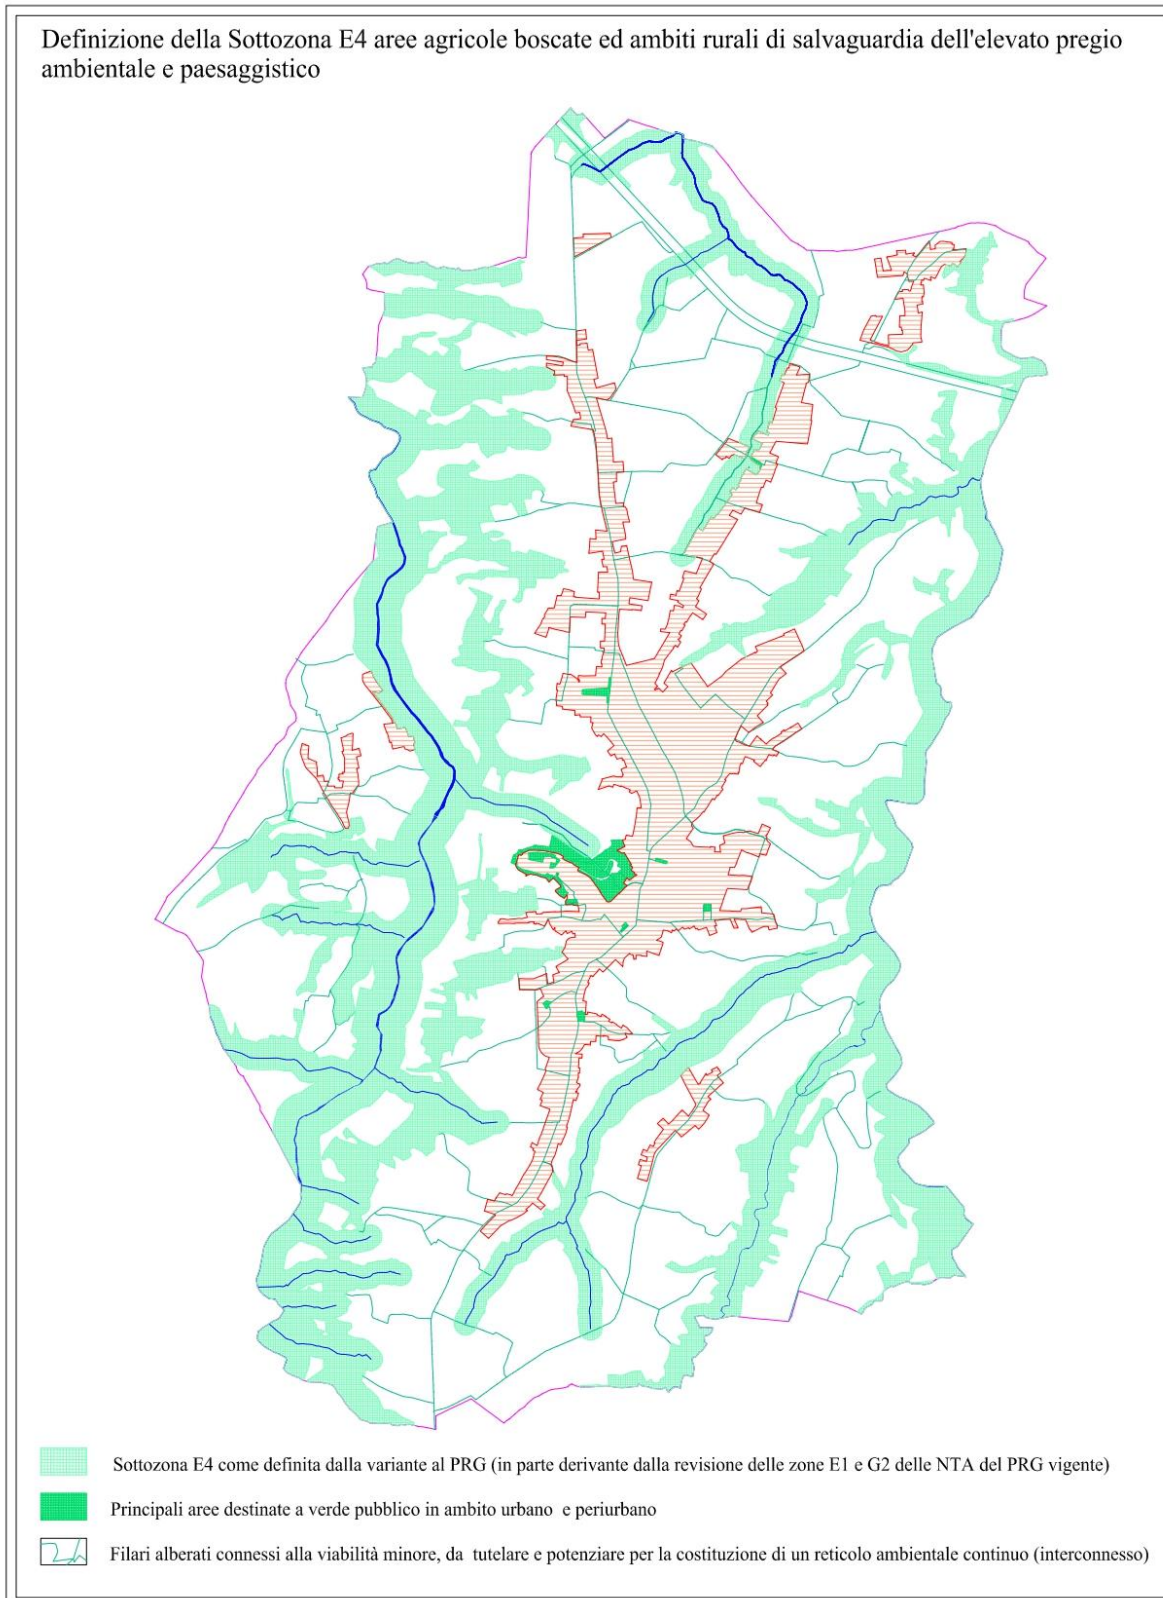 Definizione della Sottozona E4 aree agricole boscate ed ambiti rurali di salvaguardia dell'elevato pregio
ambientale e paesaggistico
Sottozona E4 come definita dalla variante al PRG (in parte derivante dalla revisione delle zone E1 e G2 delle NTA del PRG vigente)
Principali aree destinate a verde pubblico in ambito urbano e periurbano
Filari alberati connessi alla viabilità minore, da tutelare e potenziare per la costituzione di un reticolo ambientale continuo (interconnesso)